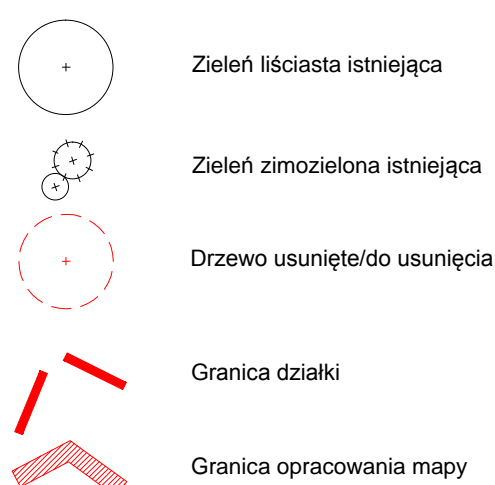 Zieleń liściasta istniejąca
Zieleń zimozielona istniejąca
Drzewo usunięte/do usunięcia
Granica działki
Granica opracowania mapy